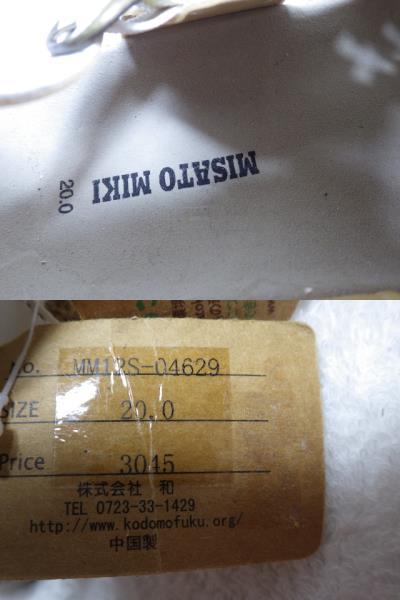 MISATO MIKI
20.0
No. MM12S-04629
SIZE 20.0
Price 3045
株式会社 和
TEL 0723-33-1429
http://www.kodomofuku.org/
中国製